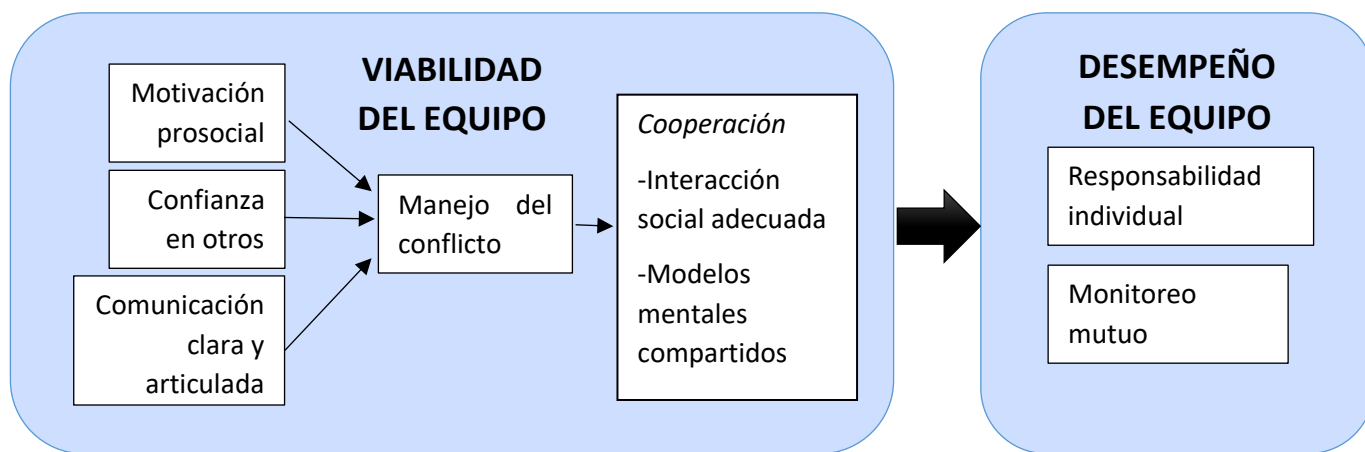 VIABILIDAD
DEL EQUIPO
Motivación
prosocial
Confianza
en otros
Comunicación
clara y
articulada
Manejo del
conflicto
Cooperación
-Interacción
social adecuada
-Modelos
mentales
compartidos
DESEMPEÑO
DEL EQUIPO
Responsabilidad
individual
Monitoreo
mutuo